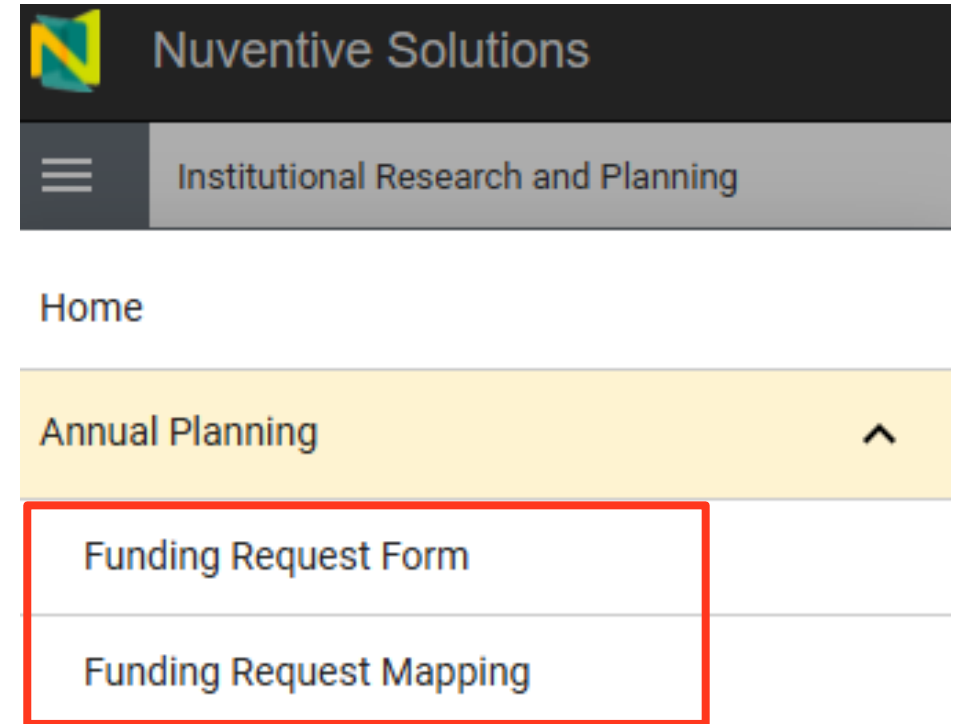 Nuventive Solutions
Institutional Research and Planning
Home
Annual Planning
Funding Request Form
Funding Request Mapping